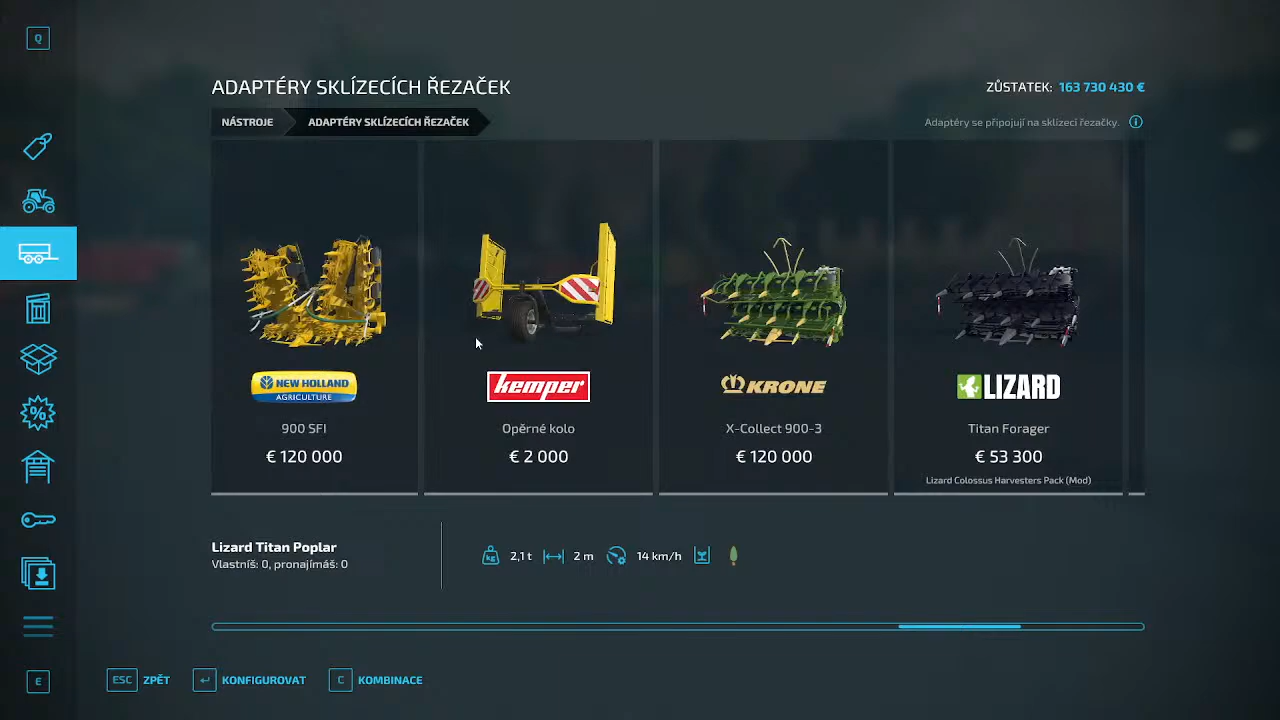 Q
ADAPTÉRY SKLÍZECÍCH ŘEZAČEK
ZŮSTATEK: 163 730 430 €
NÁSTROJE
ADAPTÉRY SKLÍZECÍCH ŘEZAČEK
Adaptéry se připojují na sklízecí řezačky.
NEW HOLLAND
AGRICULTURE
900 SFI
€ 120 000
kemper
Opěrné kolo
€ 2 000
KRONE
X-Collect 900-3
€ 120 000
LIZARD
Titan Forager
€ 53 300
Lizard Colossus Harvesters Pack (Mod)
Lizard Titan Poplar
Vlastníš: 0, pronajímáš: 0
kg 2,1 t 2 m 14 km/h
E
ESC ZPĚT
KONFIGUROVAT
C KOMBINACE